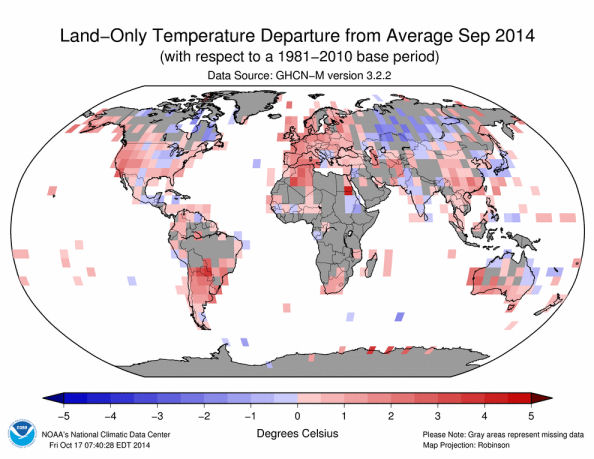 Land−Only Temperature Departure from Average Sep 2014
(with respect to a 1981−2010 base period)
Data Source: GHCN−M version 3.2.2
−5 −4 −3 −2 −1 0 1 2 3 4 5
Degrees Celsius
NOAA's National Climatic Data Center
Fri Oct 17 07:40:28 EDT 2014
Please Note: Gray areas represent missing data
Map Projection: Robinson